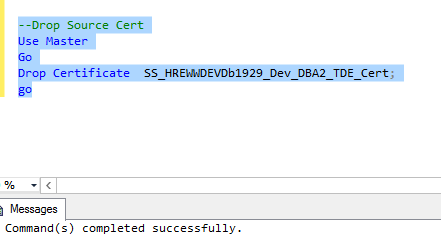 --Drop Source Cert
Use Master
Go
Drop Certificate  SS_HREWWDEVDb1929_Dev_DBA2_TDE_Cert;
go
%
Messages
Command(s) completed successfully.